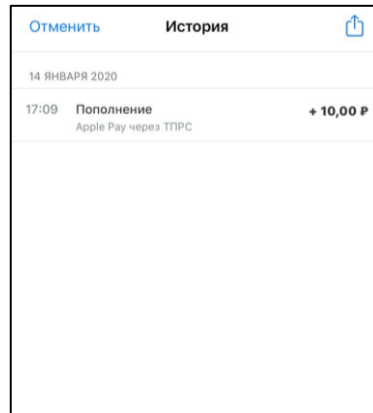 Отменить История
14 ЯНВАРЯ 2020
17:09 Пополнение + 10,00 ₽
Apple Pay через ТПРС